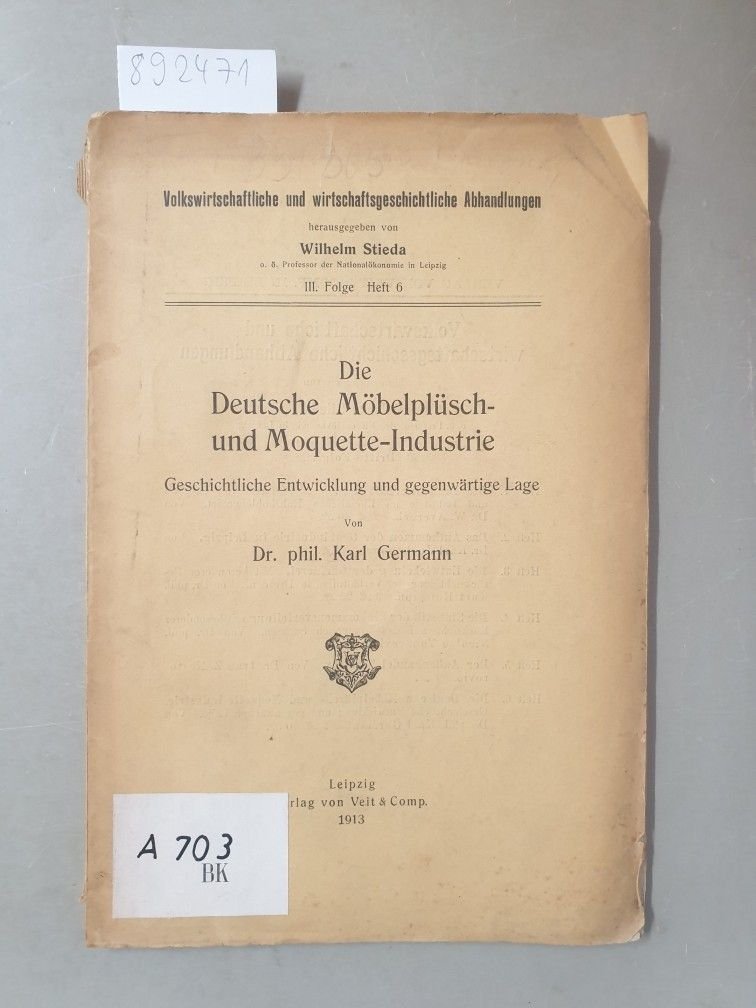 892471
Volkswirtschaftliche und wirtschaftsgeschichtliche Abhandlungen
herausgegeben von
Wilhelm Stieda
o. ö. Professor der Nationalökonomie in Leipzig
III. Folge Heft 6
Die
Deutsche Möbelplüsch-
und Moquette-Industrie
Geschichtliche Entwicklung und gegenwärtige Lage
Von
Dr. phil. Karl Germann
Leipzig
rlag von Veit & Comp.
1913
A 703
BK